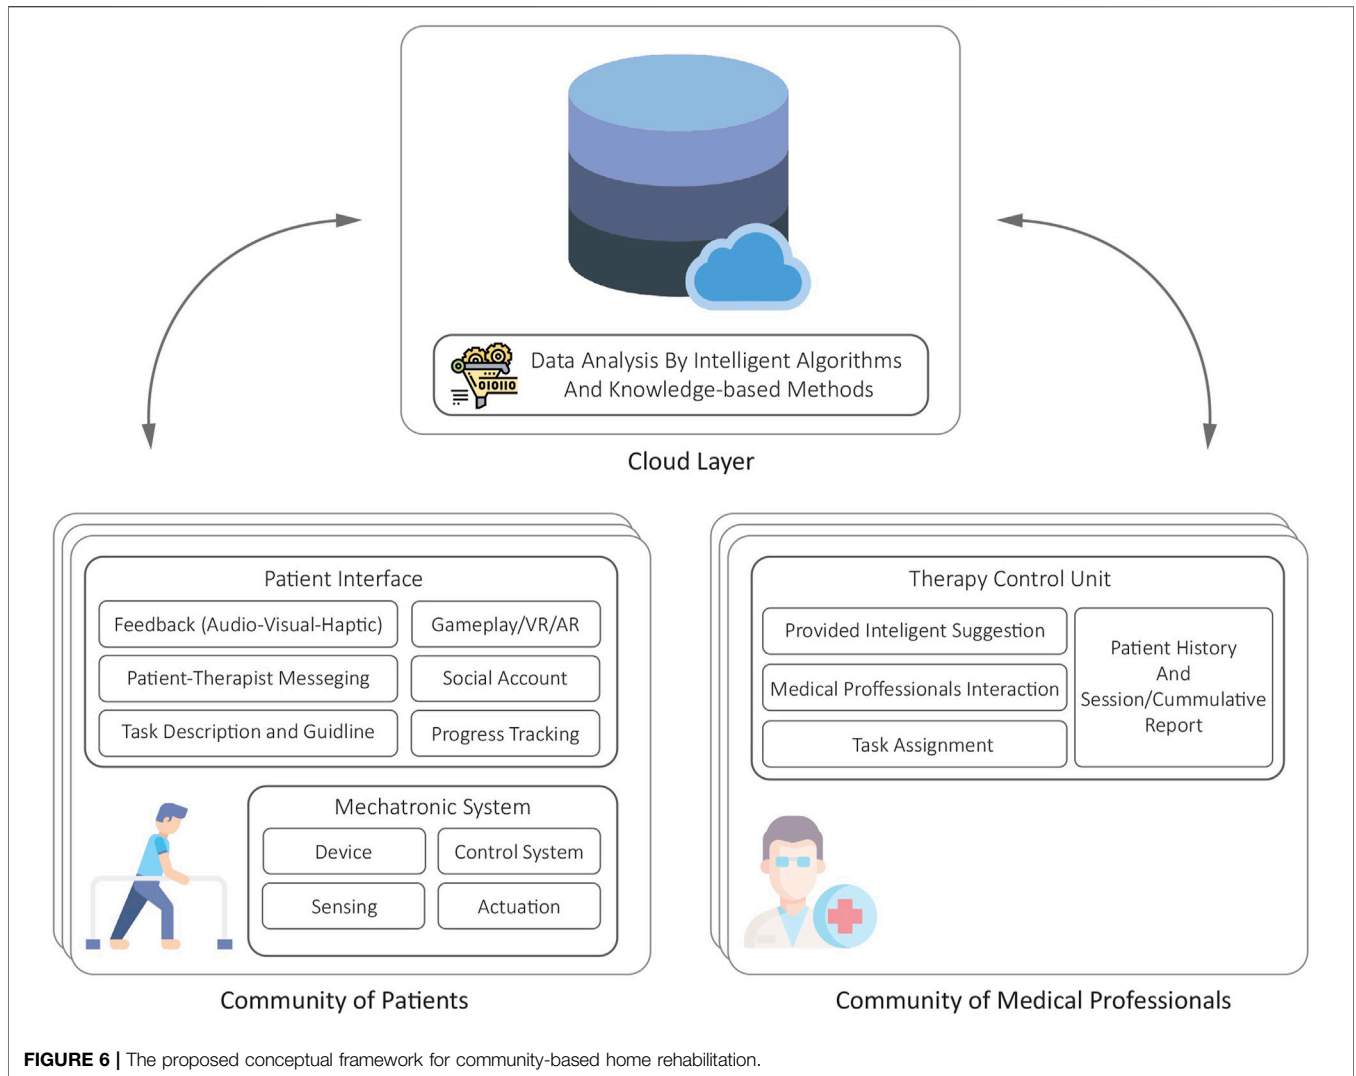 010110
Data Analysis By Intelligent Algorithms
And Knowledge-based Methods
Cloud Layer
Patient Interface
Feedback (Audio-Visual-Haptic)
Gameplay/VR/AR
Patient-Therapist Messeging
Social Account
Task Description and Guidline
Progress Tracking
Mechatronic System
Device
Control System
Sensing
Actuation
Community of Patients
Therapy Control Unit
Provided Inteligent Suggestion
Medical Proffessionals Interaction
Task Assignment
Patient History
And
Session/Cummulative
Report
Community of Medical Professionals
FIGURE 6 | The proposed conceptual framework for community-based home rehabilitation.